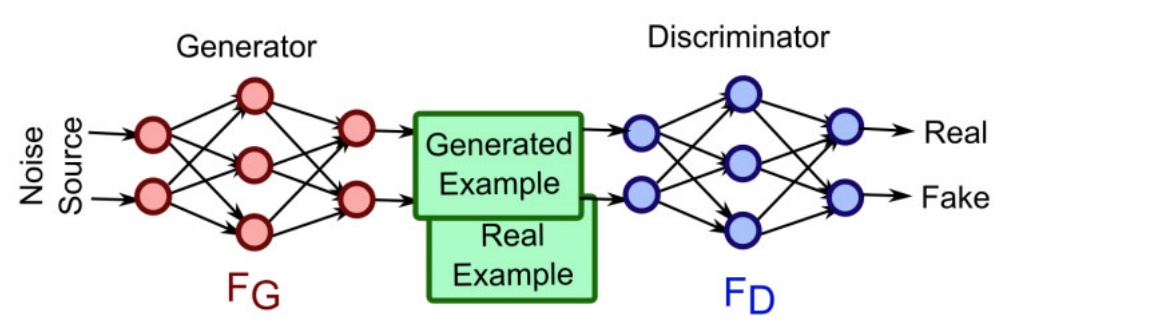 Generator
Discriminator
Noise
Source
Generated
Example
Real
Example
Real
Fake
FG
FD